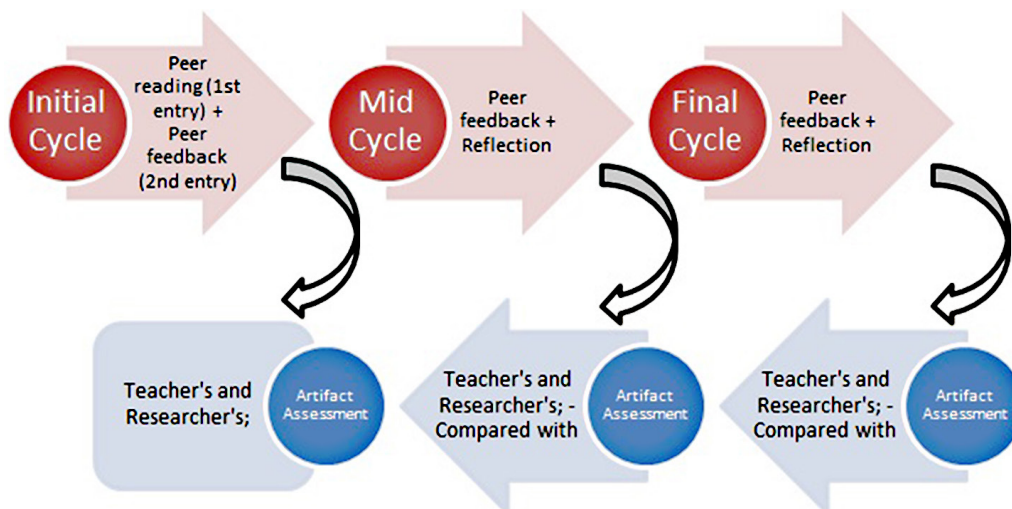 Initial
Cycle
Peer
reading (1st
entry) +
Peer
feedback
(2nd entry)
Mid
Cycle
Peer
feedback +
Reflection
Final
Cycle
Peer
feedback +
Reflection
Teacher's and
Researcher's;
Artifact
Assessment
Teacher's and
Researcher's; -
Compared with
Artifact
Assessment
Teacher's and
Researcher's; -
Compared with
Artifact
Assessment